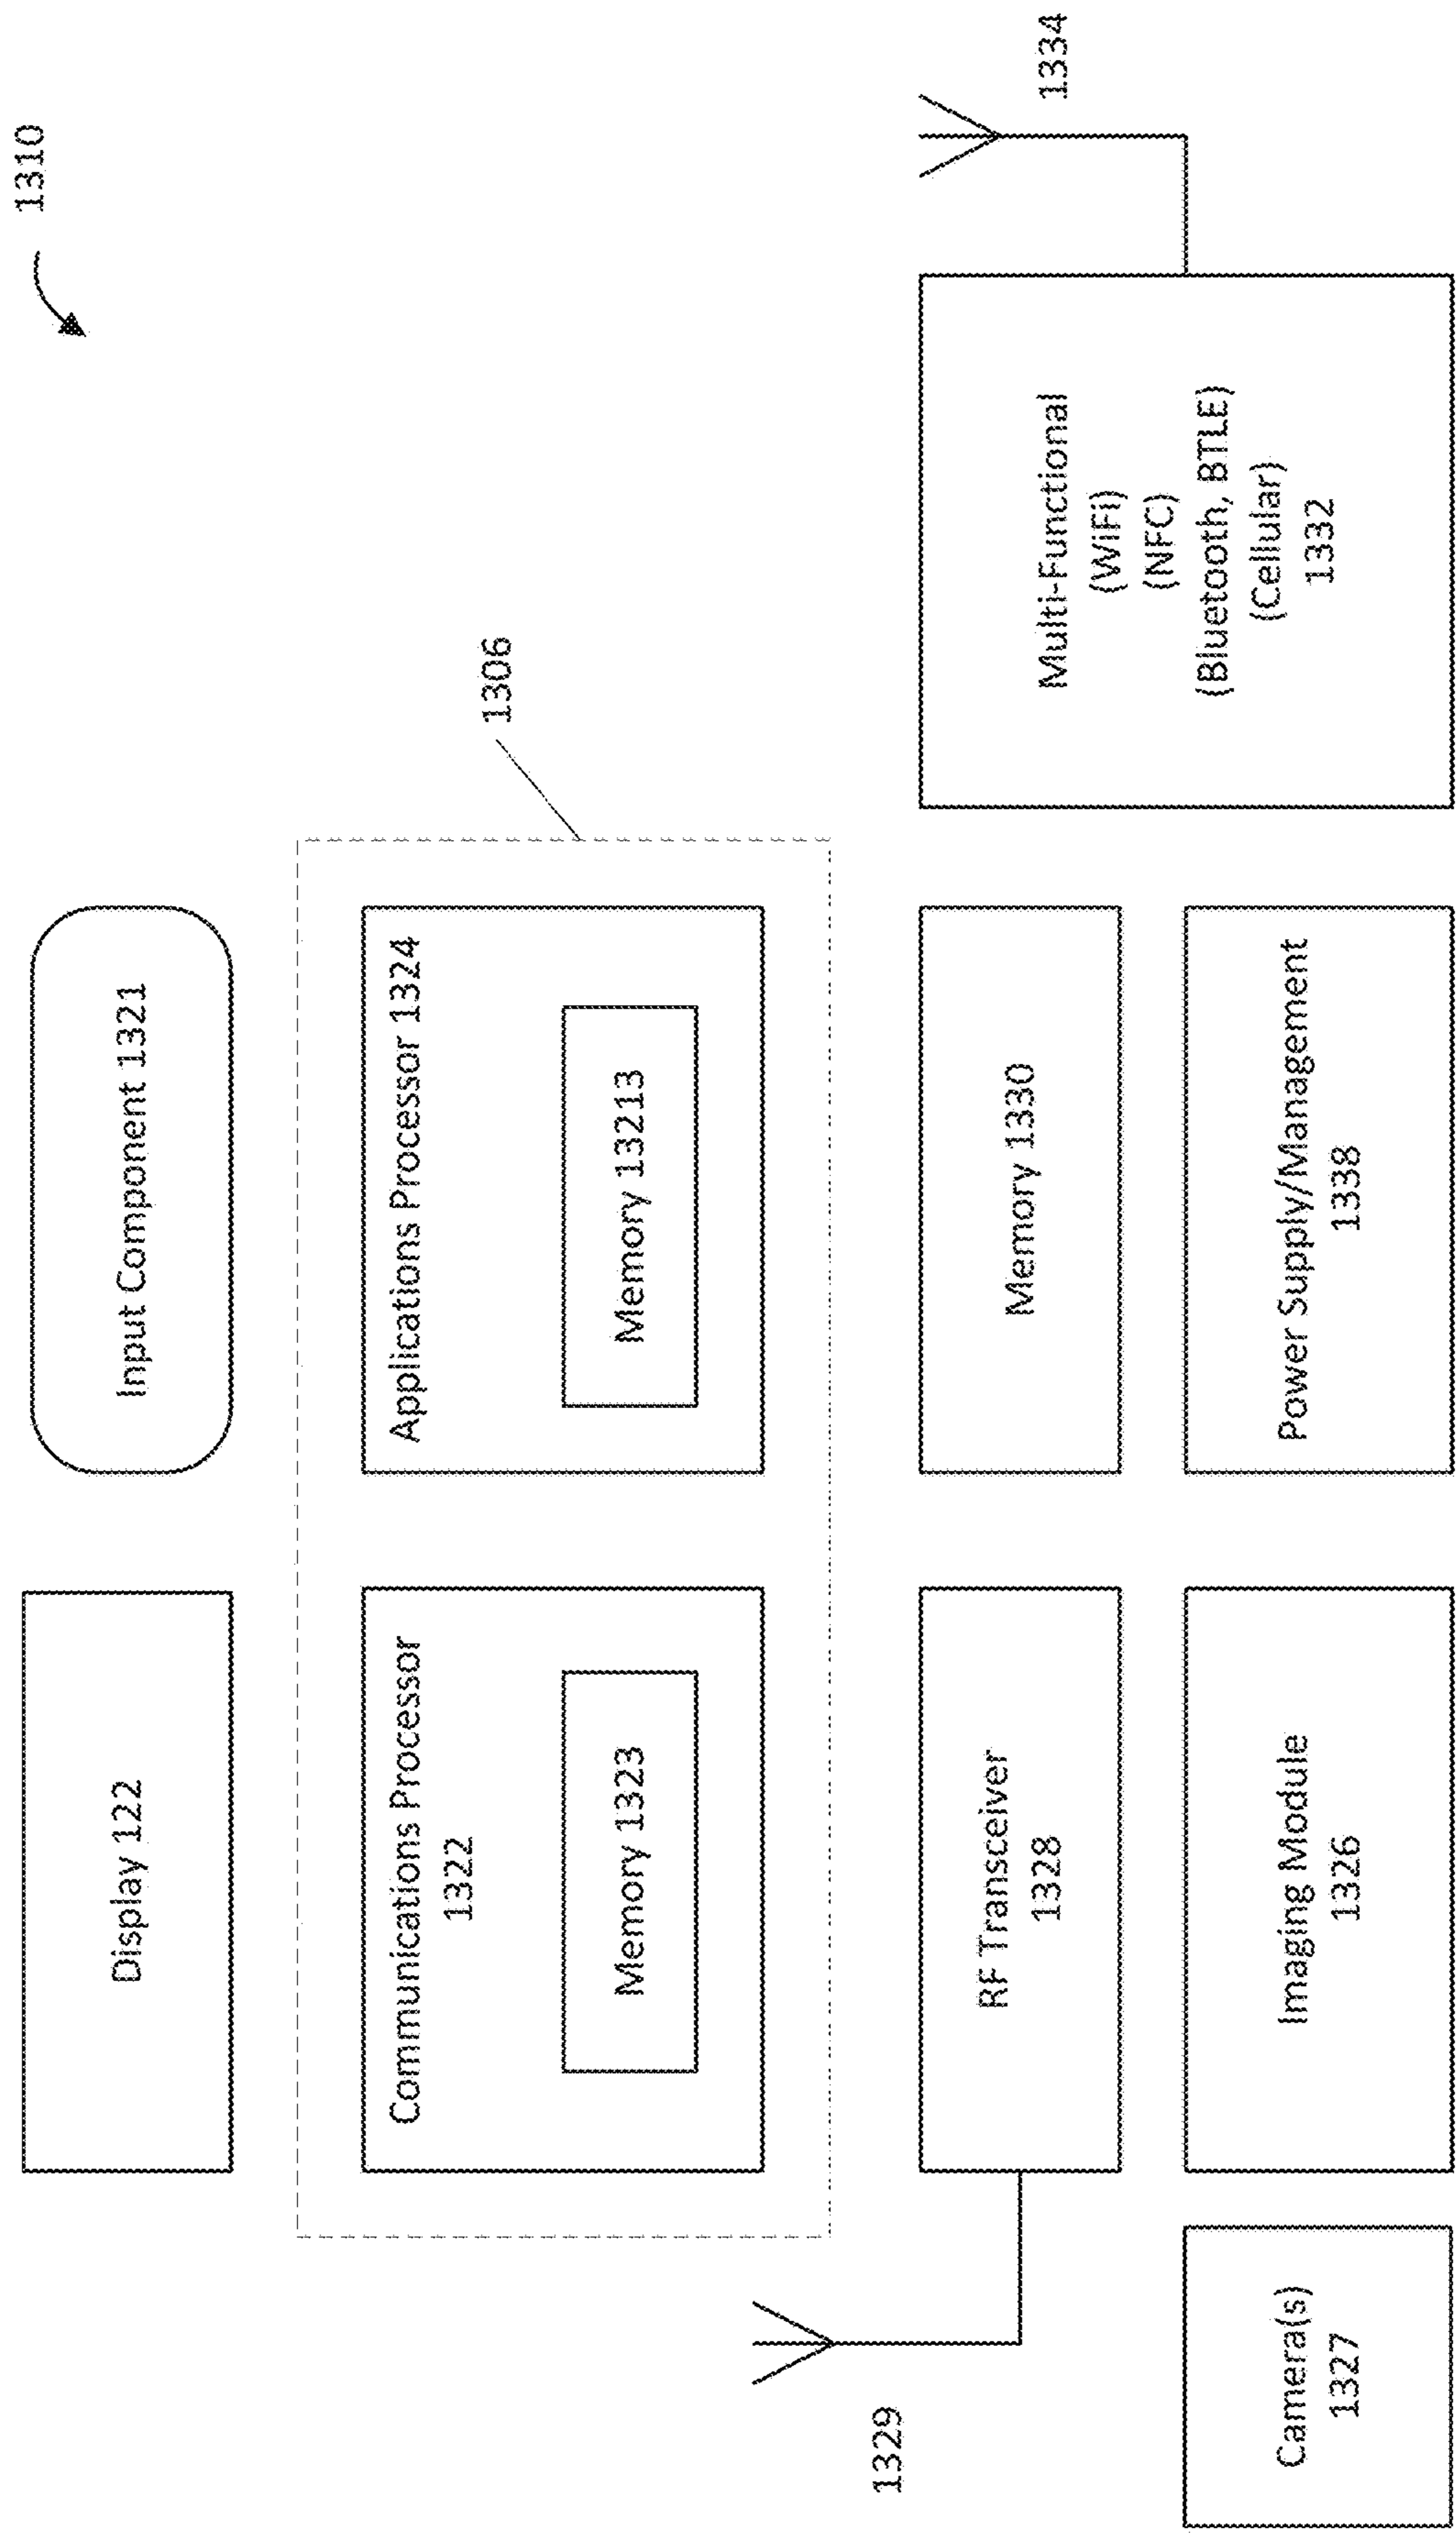 1310
Display 122
Input Component 1321
1306
Communications Processor
1322
Memory 1323
Applications Processor 1324
Memory 13213
1329
RF Transceiver
1328
Memory 1330
Multi-Functional
(WiFi)
(NFC)
(Bluetooth, BTLE)
(Cellular)
1332
1334
Camera(s)
1327
Imaging Module
1326
Power Supply/Management
1338